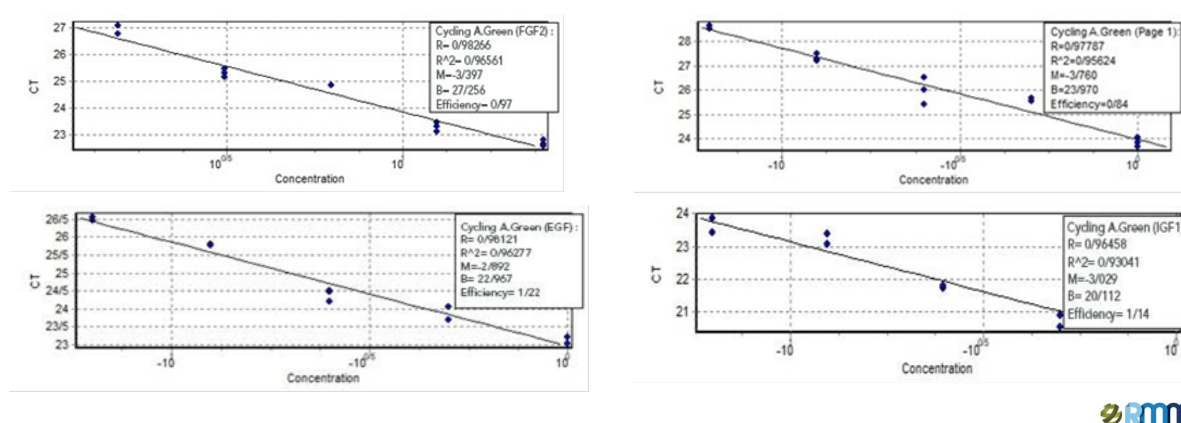 27
26
25
24
23
CT
10^0/5
10^1
Concentration
Cycling A.Green (FGF2) :
R= 0/98266
R^2= 0/96561
M=-3/397
B= 27/256
Efficiency= 0/97
28
27
26
25
24
CT
-10
-10^0/5
10^0
Concentration
Cycling A.Green (Page 1):
R=0/97787
R^2=0/95624
M=-3/760
B=23/970
Efficiency=0/84
26/5
26
25/5
25
24/5
24
23/5
23
CT
-10
-10^0/5
10^0
Concentration
Cycling A.Green (EGF) :
R= 0/98121
R^2= 0/96277
M=-2/892
B= 22/967
Efficiency= 1/22
24
23
22
21
CT
-10
-10^0/5
10^0
Concentration
Cycling A.Green (IGF1
R= 0/96458
R^2= 0/93041
M=-3/029
B= 20/112
Efficiency= 1/14